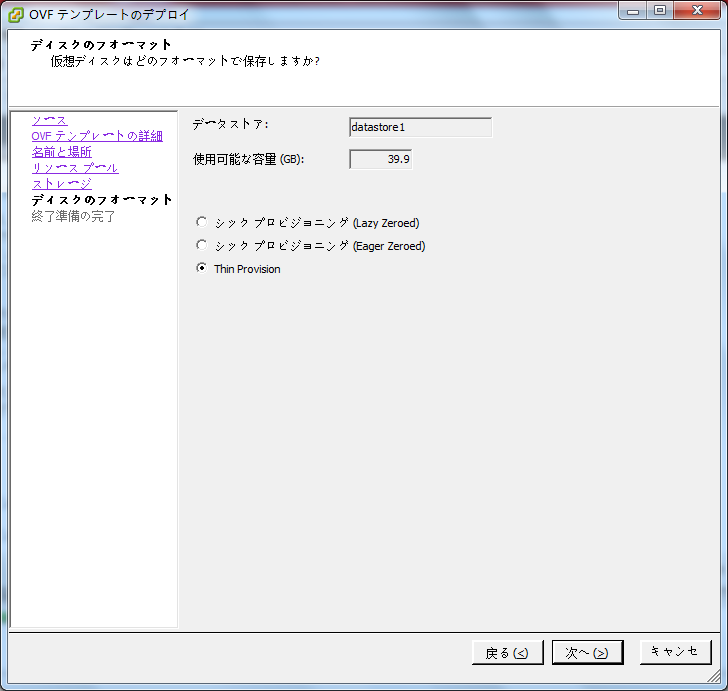 OVF テンプレートのデプロイ
ディスクのフォーマット
仮想ディスクはどのフォーマットで保存しますか?
ソース
OVF テンプレートの詳細
名前と場所
リソース プール
ストレージ
ディスクのフォーマット
終了準備の完了
データストア: datastore1
使用可能な容量 (GB): 39.9
シック プロビジョニング (Lazy Zeroed)
シック プロビジョニング (Eager Zeroed)
Thin Provision
戻る(<) 次へ(>) キャンセ